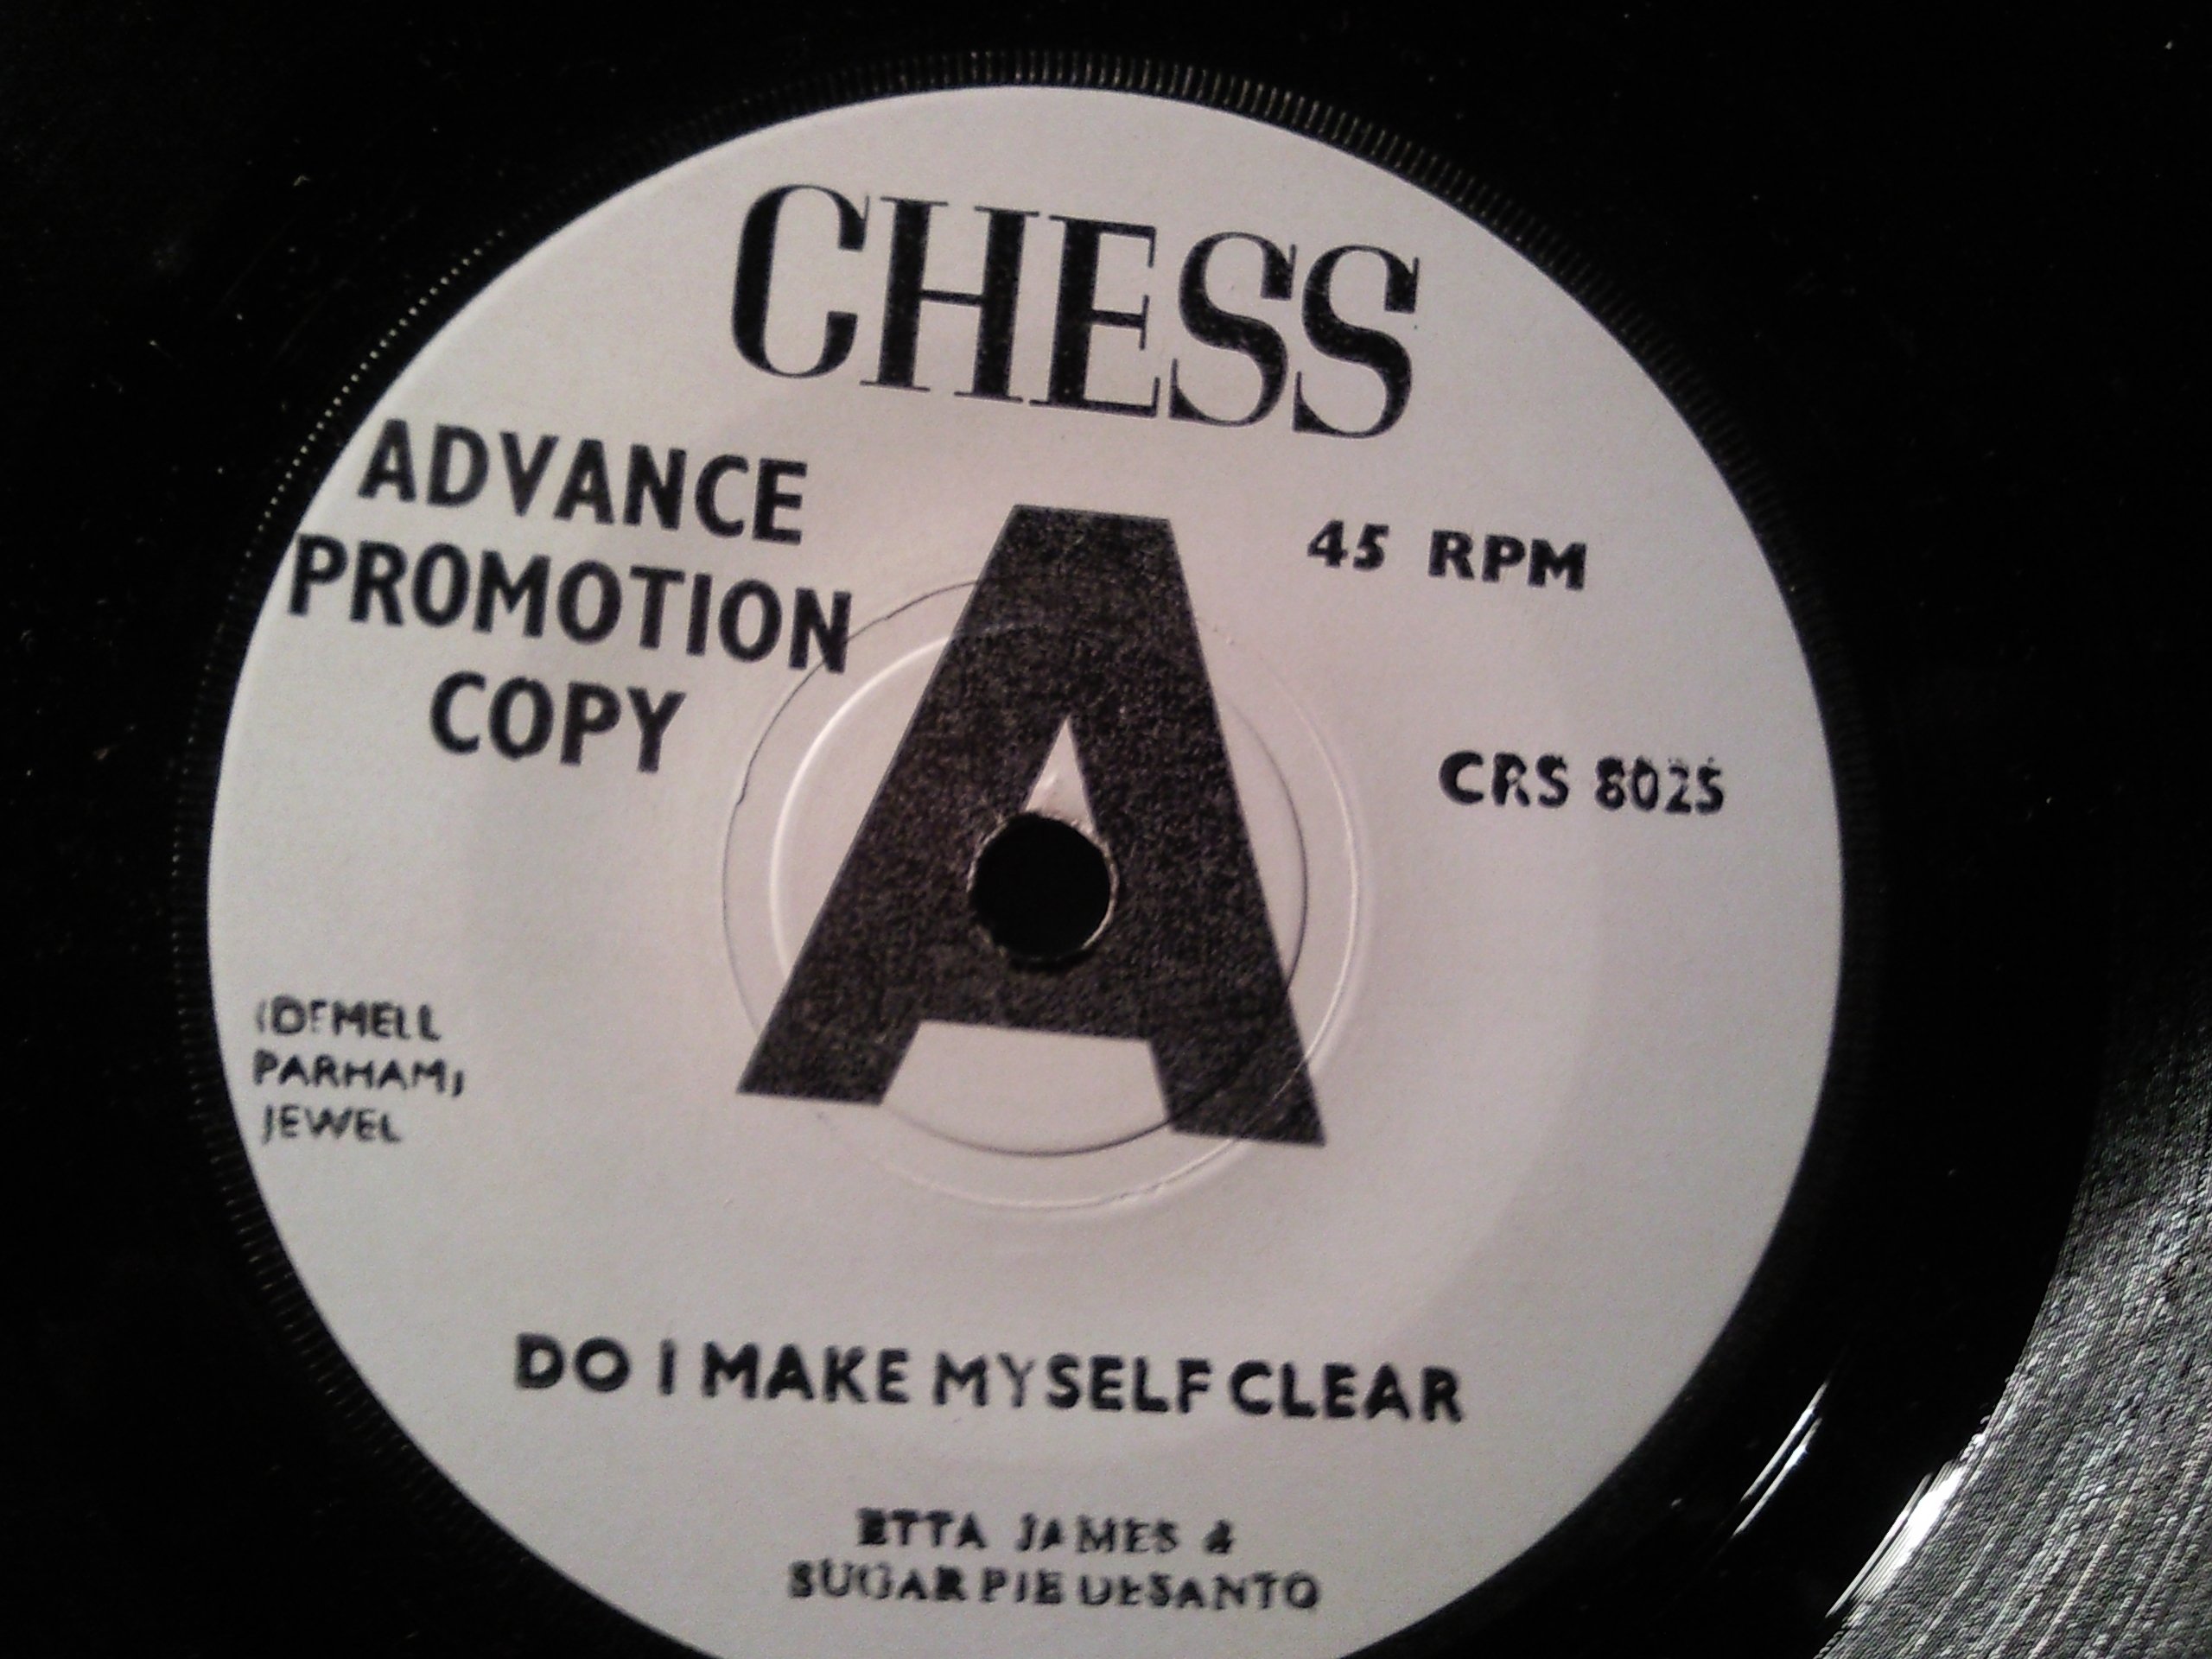 CHESS
ADVANCE
PROMOTION
COPY
A
45 RPM
CRS 8025
(DEMELL
PARHAM,
JEWEL
DO I MAKE MYSELF CLEAR
ETTA JAMES &
SUGAR PIE DESANTO